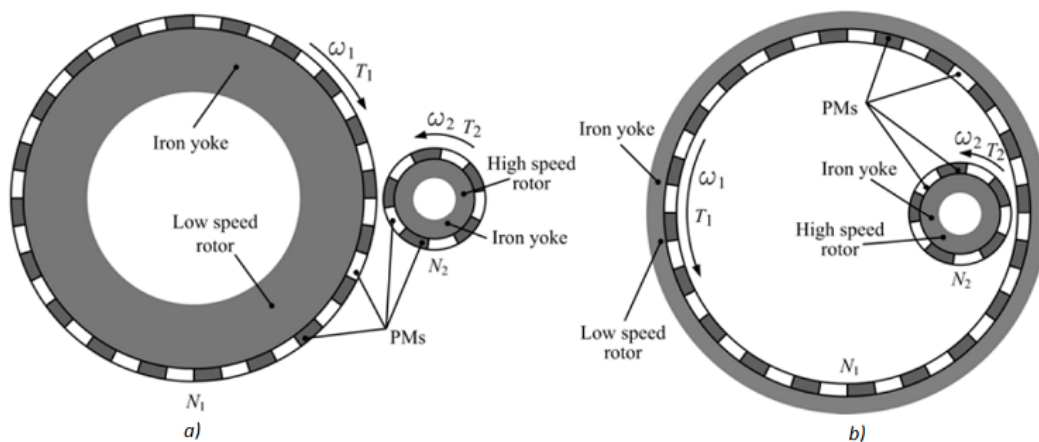 ω₁
T₁
Iron yoke
Low speed
rotor
ω₂ T₂
High speed
rotor
Iron yoke
N₂
PMs
N₁
a)
PMs
Iron yoke
ω₁
T₁
ω₂ T₂
Iron yoke
High speed
rotor
N₂
Low speed
rotor
N₁
b)